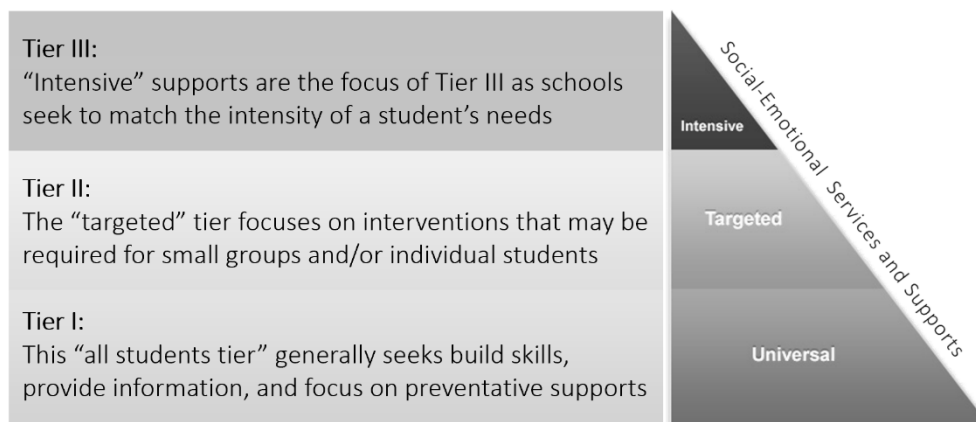 Tier III:
“Intensive” supports are the focus of Tier III as schools
seek to match the intensity of a student’s needs
Intensive
Tier II:
The “targeted” tier focuses on interventions that may be
required for small groups and/or individual students
Targeted
Tier I:
This “all students tier” generally seeks build skills,
provide information, and focus on preventative supports
Universal
Social-Emotional Services and Supports